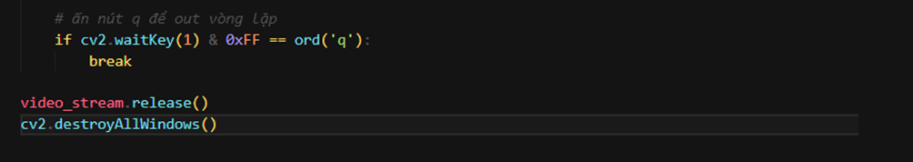 # ấn nút q để out vòng lặp
if cv2.waitKey(1) & 0xFF == ord('q'):
break
video_stream.release()
cv2.destroyAllWindows()